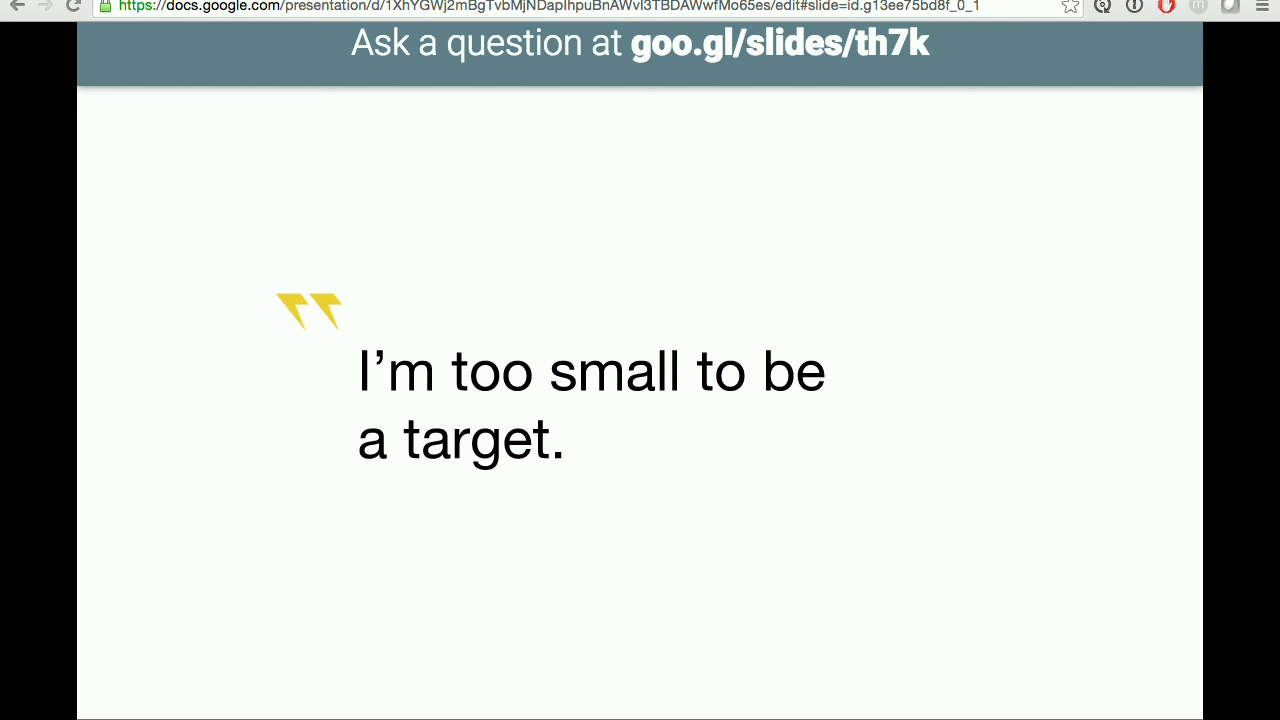 https://docs.google.com/presentation/d/1XhYGWj2mBgTvbMjNDapIhpuBnAWvl3TBDAWwfMo65es/edit#slide=id.g13ee75bd8f_0_1
Ask a question at goo.gl/slides/th7k
I’m too small to be
a target.